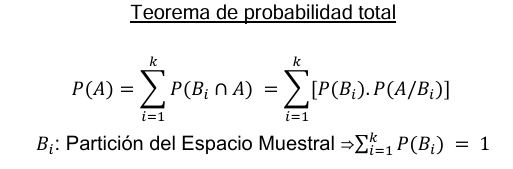 Teorema de probabilidad total
P(A) = ∑_{i=1}^{k} P(B_i ∩ A) = ∑_{i=1}^{k} [P(B_i). P(A/B_i)]
B_i: Partición del Espacio Muestral ⇒∑_{i=1}^{k} P(B_i) = 1